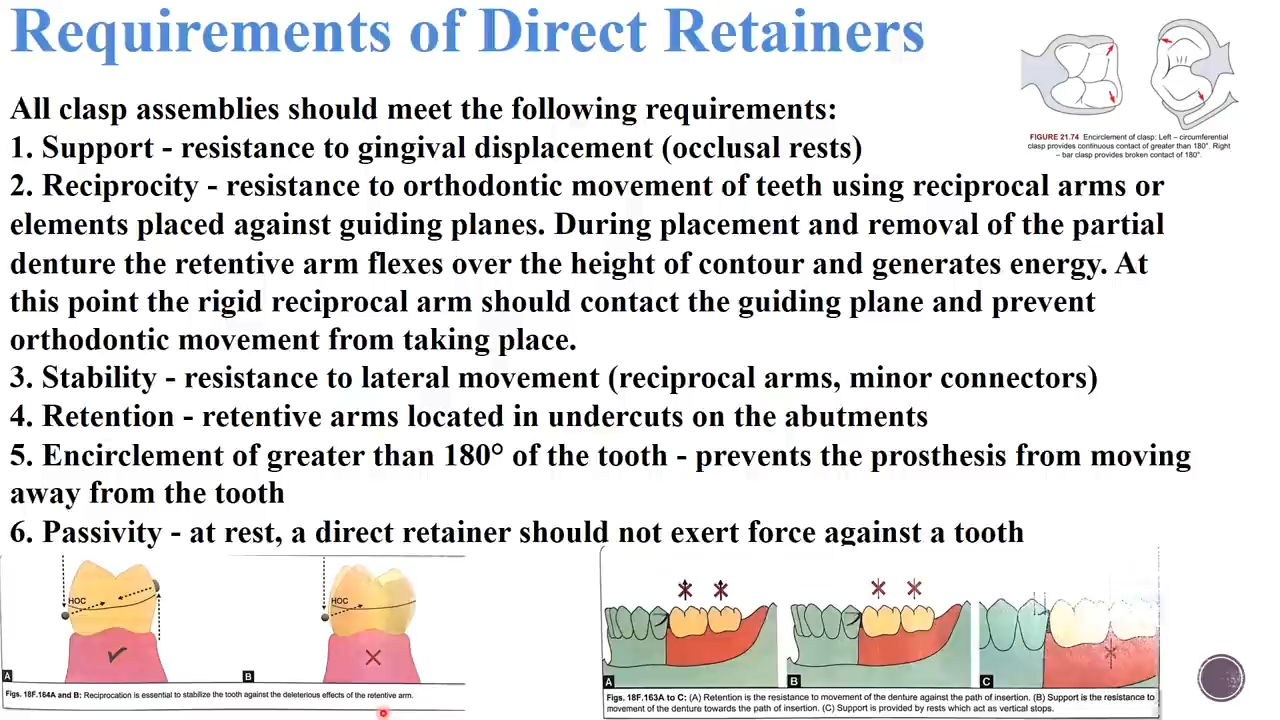 Requirements of Direct Retainers
FIGURE 21.74 Encirclement of clasp: Left – circumferential
clasp provides continuous contact of greater than 180°. Right
– bar clasp provides broken contact of 180°.
All clasp assemblies should meet the following requirements:
1. Support - resistance to gingival displacement (occlusal rests)
2. Reciprocity - resistance to orthodontic movement of teeth using reciprocal arms or
elements placed against guiding planes. During placement and removal of the partial
denture the retentive arm flexes over the height of contour and generates energy. At
this point the rigid reciprocal arm should contact the guiding plane and prevent
orthodontic movement from taking place.
3. Stability - resistance to lateral movement (reciprocal arms, minor connectors)
4. Retention - retentive arms located in undercuts on the abutments
5. Encirclement of greater than 180° of the tooth - prevents the prosthesis from moving
away from the tooth
6. Passivity - at rest, a direct retainer should not exert force against a tooth
HOC
A
HOC
B
Figs. 18F.164A and B: Reciprocation is essential to stabilize the tooth against the deleterious effects of the retentive arm.
A
B
C
Figs. 18F.163A to C: (A) Retention is the resistance to movement of the denture against the path of insertion. (B) Support is the resistance to
movement of the denture towards the path of insertion. (C) Support is provided by rests which act as vertical stops.